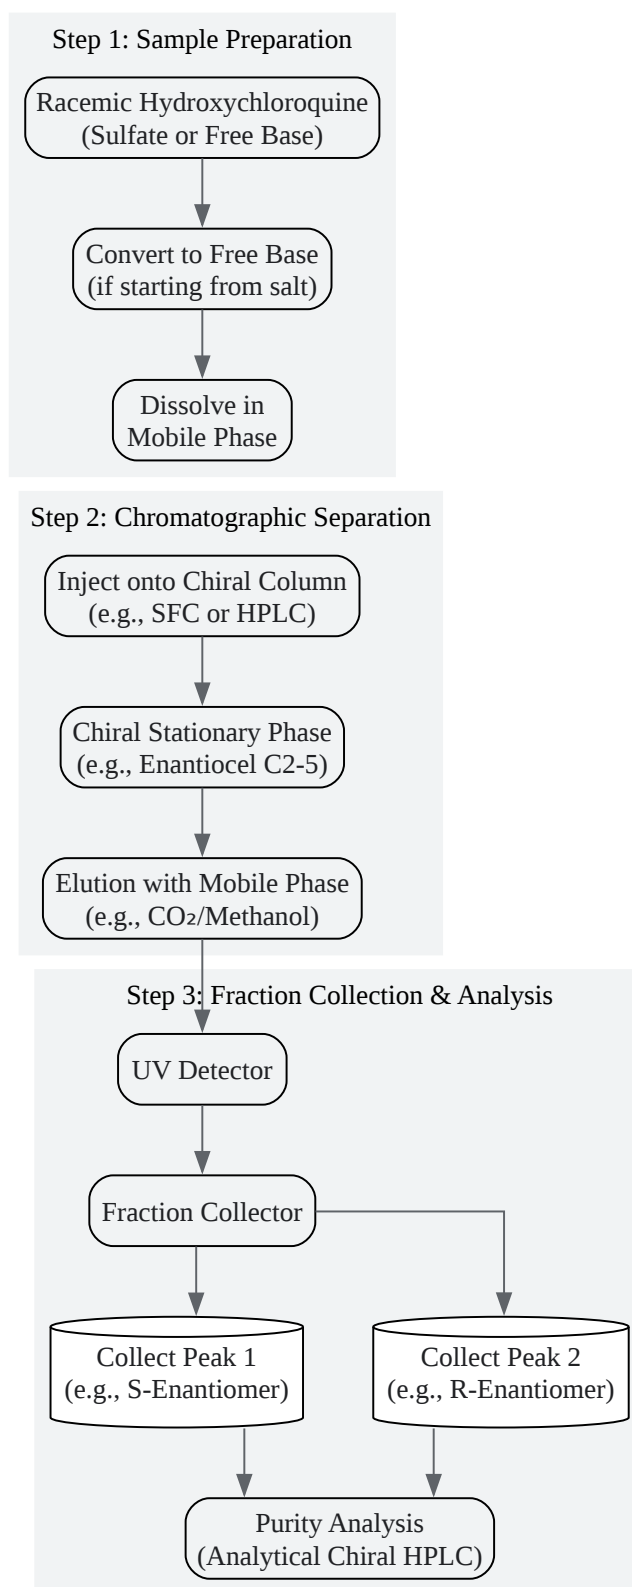 Step 1: Sample Preparation
Racemic Hydroxychloroquine
(Sulfate or Free Base)
Convert to Free Base
(if starting from salt)
Dissolve in
Mobile Phase
Step 2: Chromatographic Separation
Inject onto Chiral Column
(e.g., SFC or HPLC)
Chiral Stationary Phase
(e.g., Enantiocel C2-5)
Elution with Mobile Phase
(e.g., CO₂/Methanol)
Step 3: Fraction Collection & Analysis
UV Detector
Fraction Collector
Collect Peak 1
(e.g., S-Enantiomer)
Collect Peak 2
(e.g., R-Enantiomer)
Purity Analysis
(Analytical Chiral HPLC)